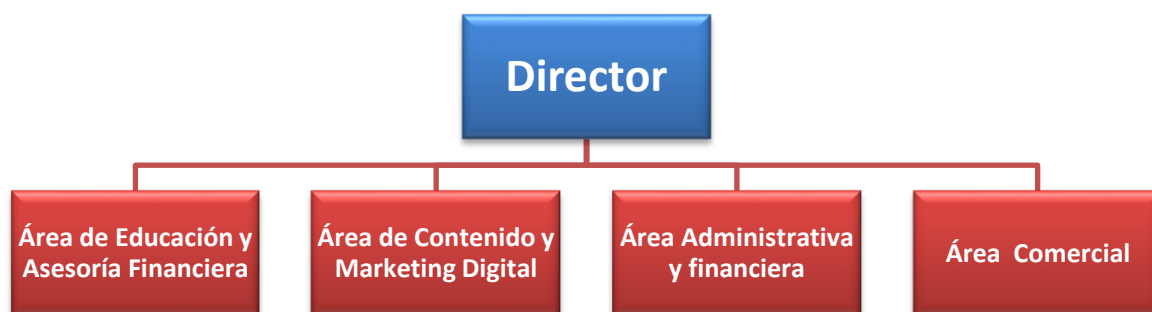 Director
Área de Educación y
Asesoría Financiera
Área de Contenido y
Marketing Digital
Área Administrativa
y financiera
Área  Comercial